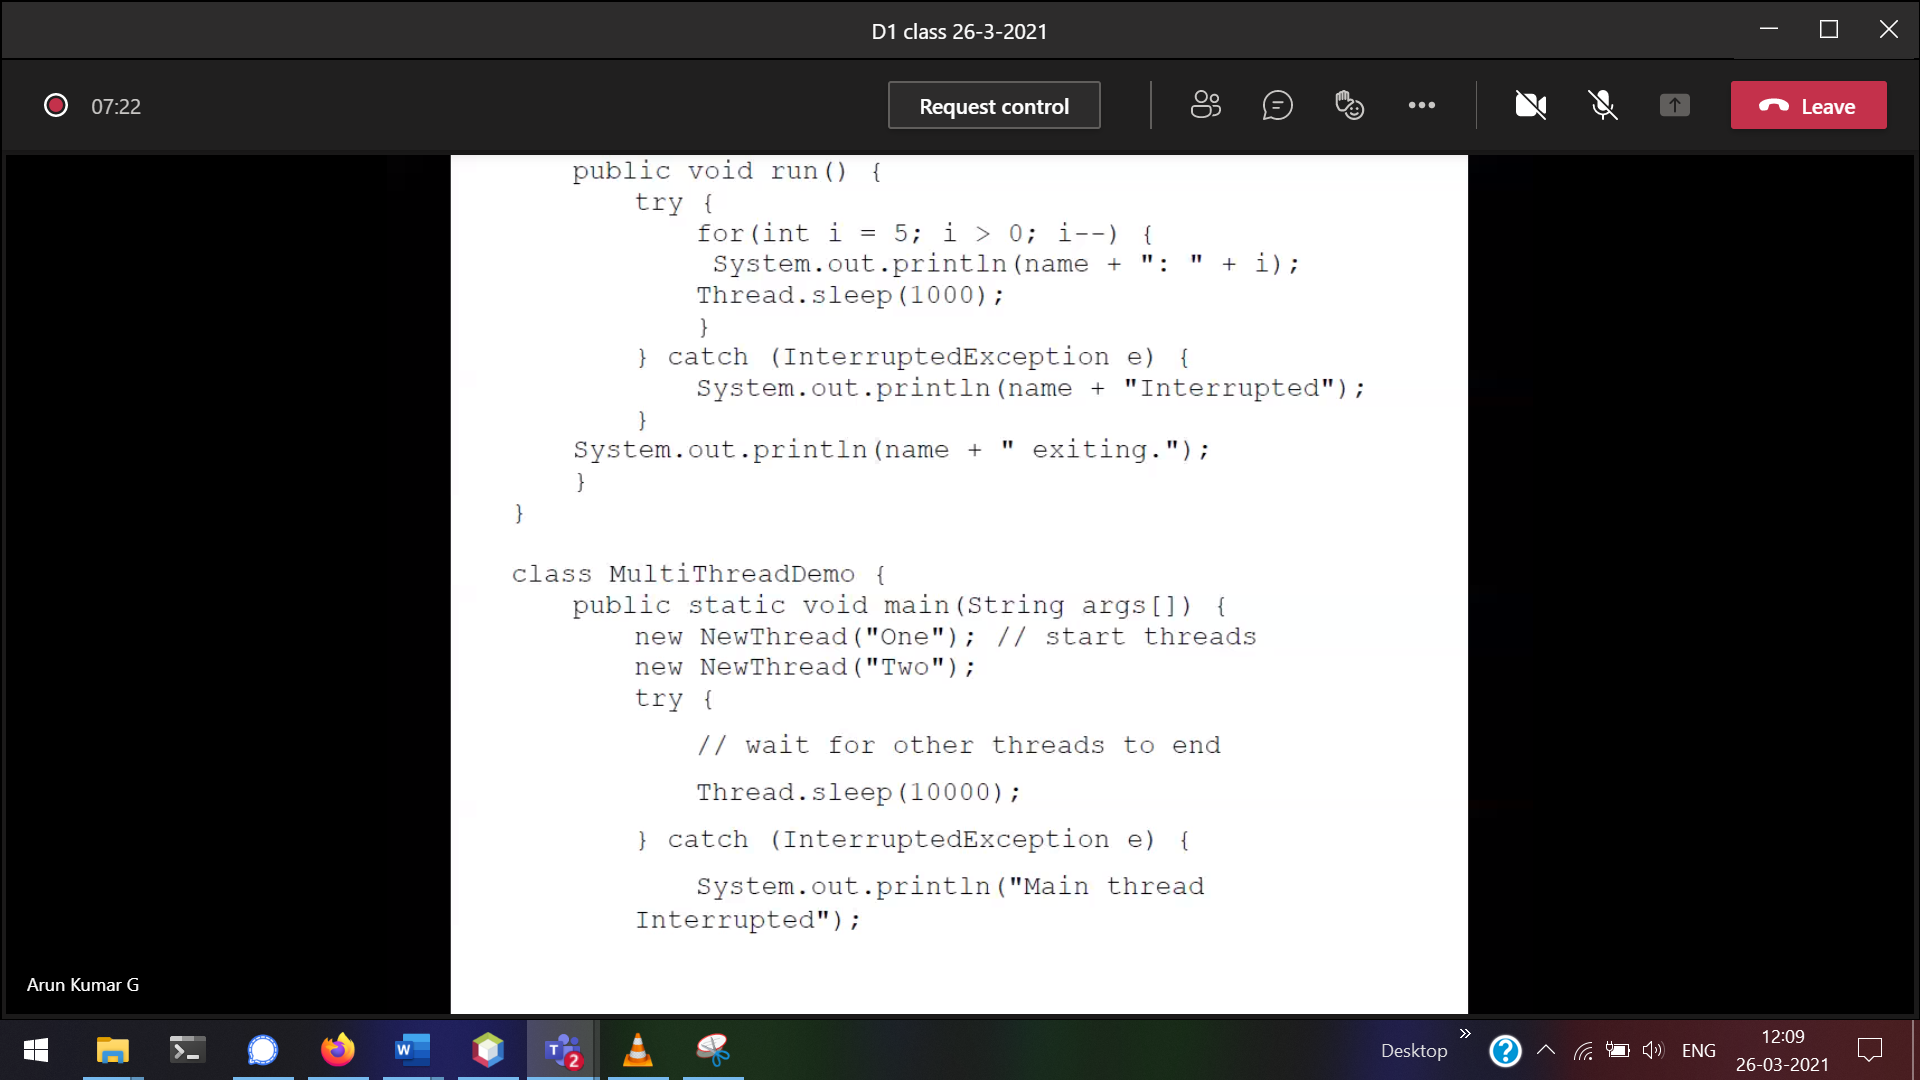 D1 class 26-3-2021
07:22
Request control
Leave
public void run() {
try {
for(int i = 5; i > 0; i--) {
System.out.println(name + ": " + i);
Thread.sleep(1000);
}
} catch (InterruptedException e) {
System.out.println(name + "Interrupted");
}
System.out.println(name + " exiting.");
}
}
class MultiThreadDemo {
public static void main(String args[]) {
new NewThread("One"); // start threads
new NewThread("Two");
try {
// wait for other threads to end
Thread.sleep(10000);
} catch (InterruptedException e) {
System.out.println("Main thread
Interrupted");
Arun Kumar G
W
T
2
Desktop
»
?
ENG
12:09
26-03-2021